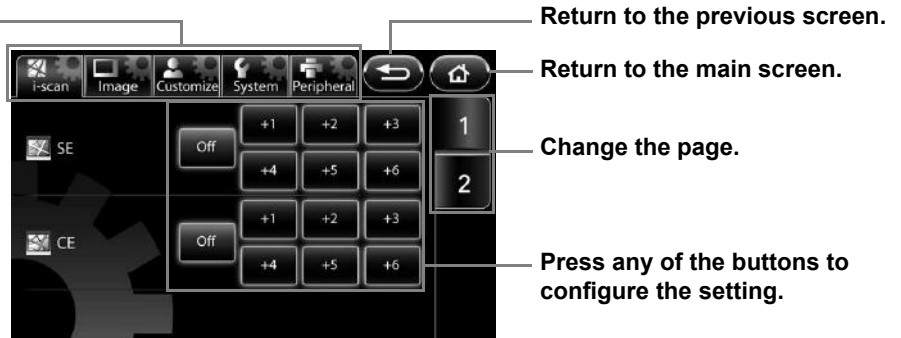 Return to the previous screen.
i-scan Image Customize System Peripheral
Return to the main screen.
SE Off +1 +2 +3 1
+4 +5 +6 2
Change the page.
CE Off +1 +2 +3
+4 +5 +6
Press any of the buttons to
configure the setting.